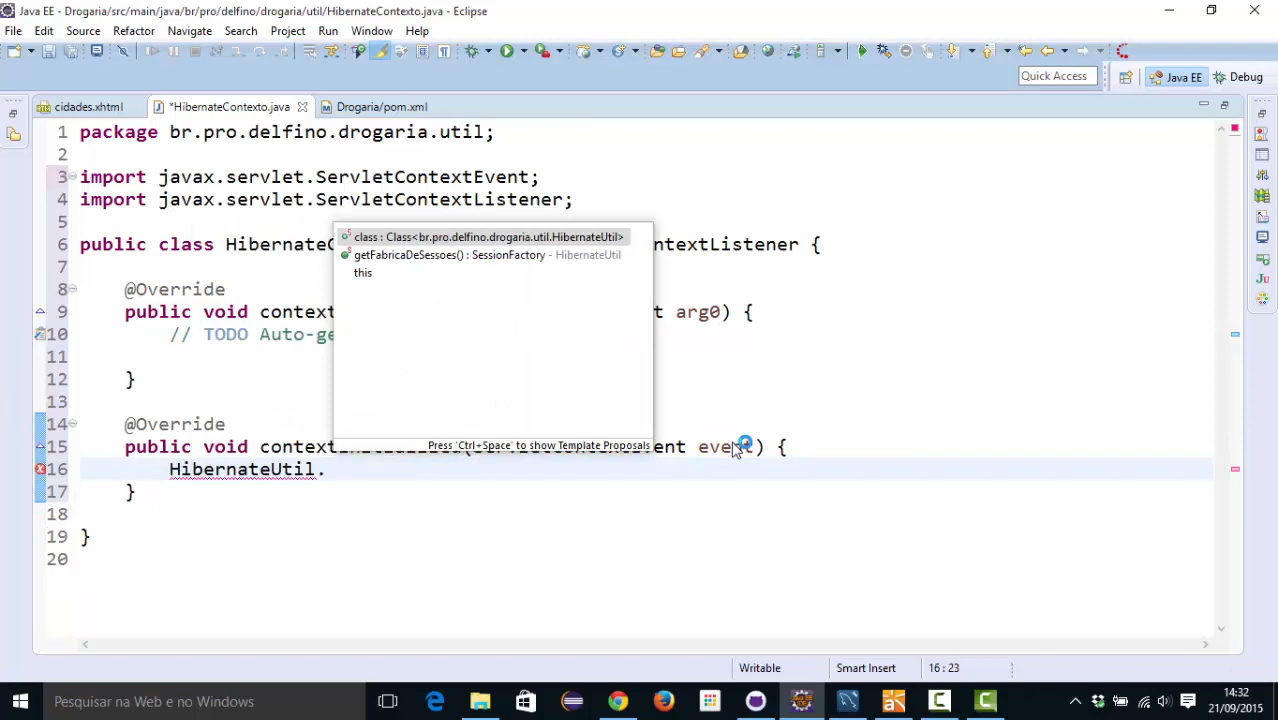 Java EE - Drogaria/src/main/java/br/pro/delfino/drogaria/util/HibernateContexto.java - Eclipse
File Edit Source Refactor Navigate Search Project Run Window Help
Quick Access Java EE Debug
cidades.xhtml *HibernateContexto.java Drogaria/pom.xml
1 package br.pro.delfino.drogaria.util;
2
3 import javax.servlet.ServletContextEvent;
4 import javax.servlet.ServletContextListener;
5
class : Class<br.pro.delfino.drogaria.util.HibernateUtil>
6 public class HibernateC ontextListener {
getFabricaDeSessoes() : SessionFactory - HibernateUtil
7
this
8 @Override
9 public void context t arg0) {
10 // TODO Auto-ge
11
12 }
13
14 @Override
Press 'Ctrl+Space' to show Template Proposals
15 public void contextInitialized(ServletContextEvent event) {
16 HibernateUtil.
17 }
18
19 }
20
Writable Smart Insert 16 : 23
Pesquisar na Web e no Windows
14:32
21/09/2015